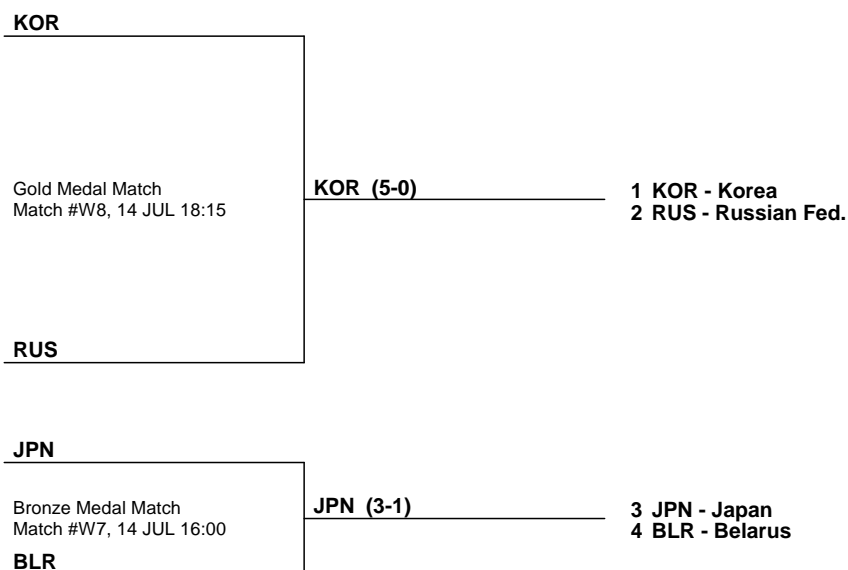 KOR
Gold Medal Match
Match #W8, 14 JUL 18:15
KOR (5-0)
1 KOR - Korea
2 RUS - Russian Fed.
RUS
JPN
Bronze Medal Match
Match #W7, 14 JUL 16:00
JPN (3-1)
3 JPN - Japan
4 BLR - Belarus
BLR